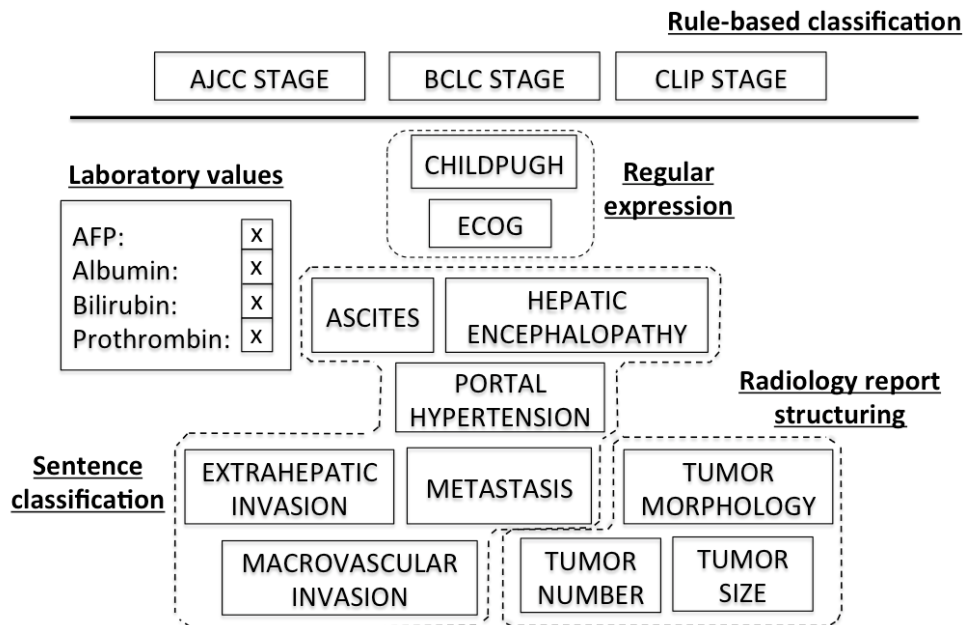 Rule-based classification
AJCC STAGE
BCLC STAGE
CLIP STAGE
CHILDPUGH
ECOG
Regular
expression
Laboratory values
AFP: x
Albumin: x
Bilirubin: x
Prothrombin: x
ASCITES
HEPATIC
ENCEPHALOPATHY
PORTAL
HYPERTENSION
Radiology report
structuring
Sentence
classification
EXTRAHEPATIC
INVASION
METASTASIS
TUMOR
MORPHOLOGY
MACROVASCULAR
INVASION
TUMOR
NUMBER
TUMOR
SIZE